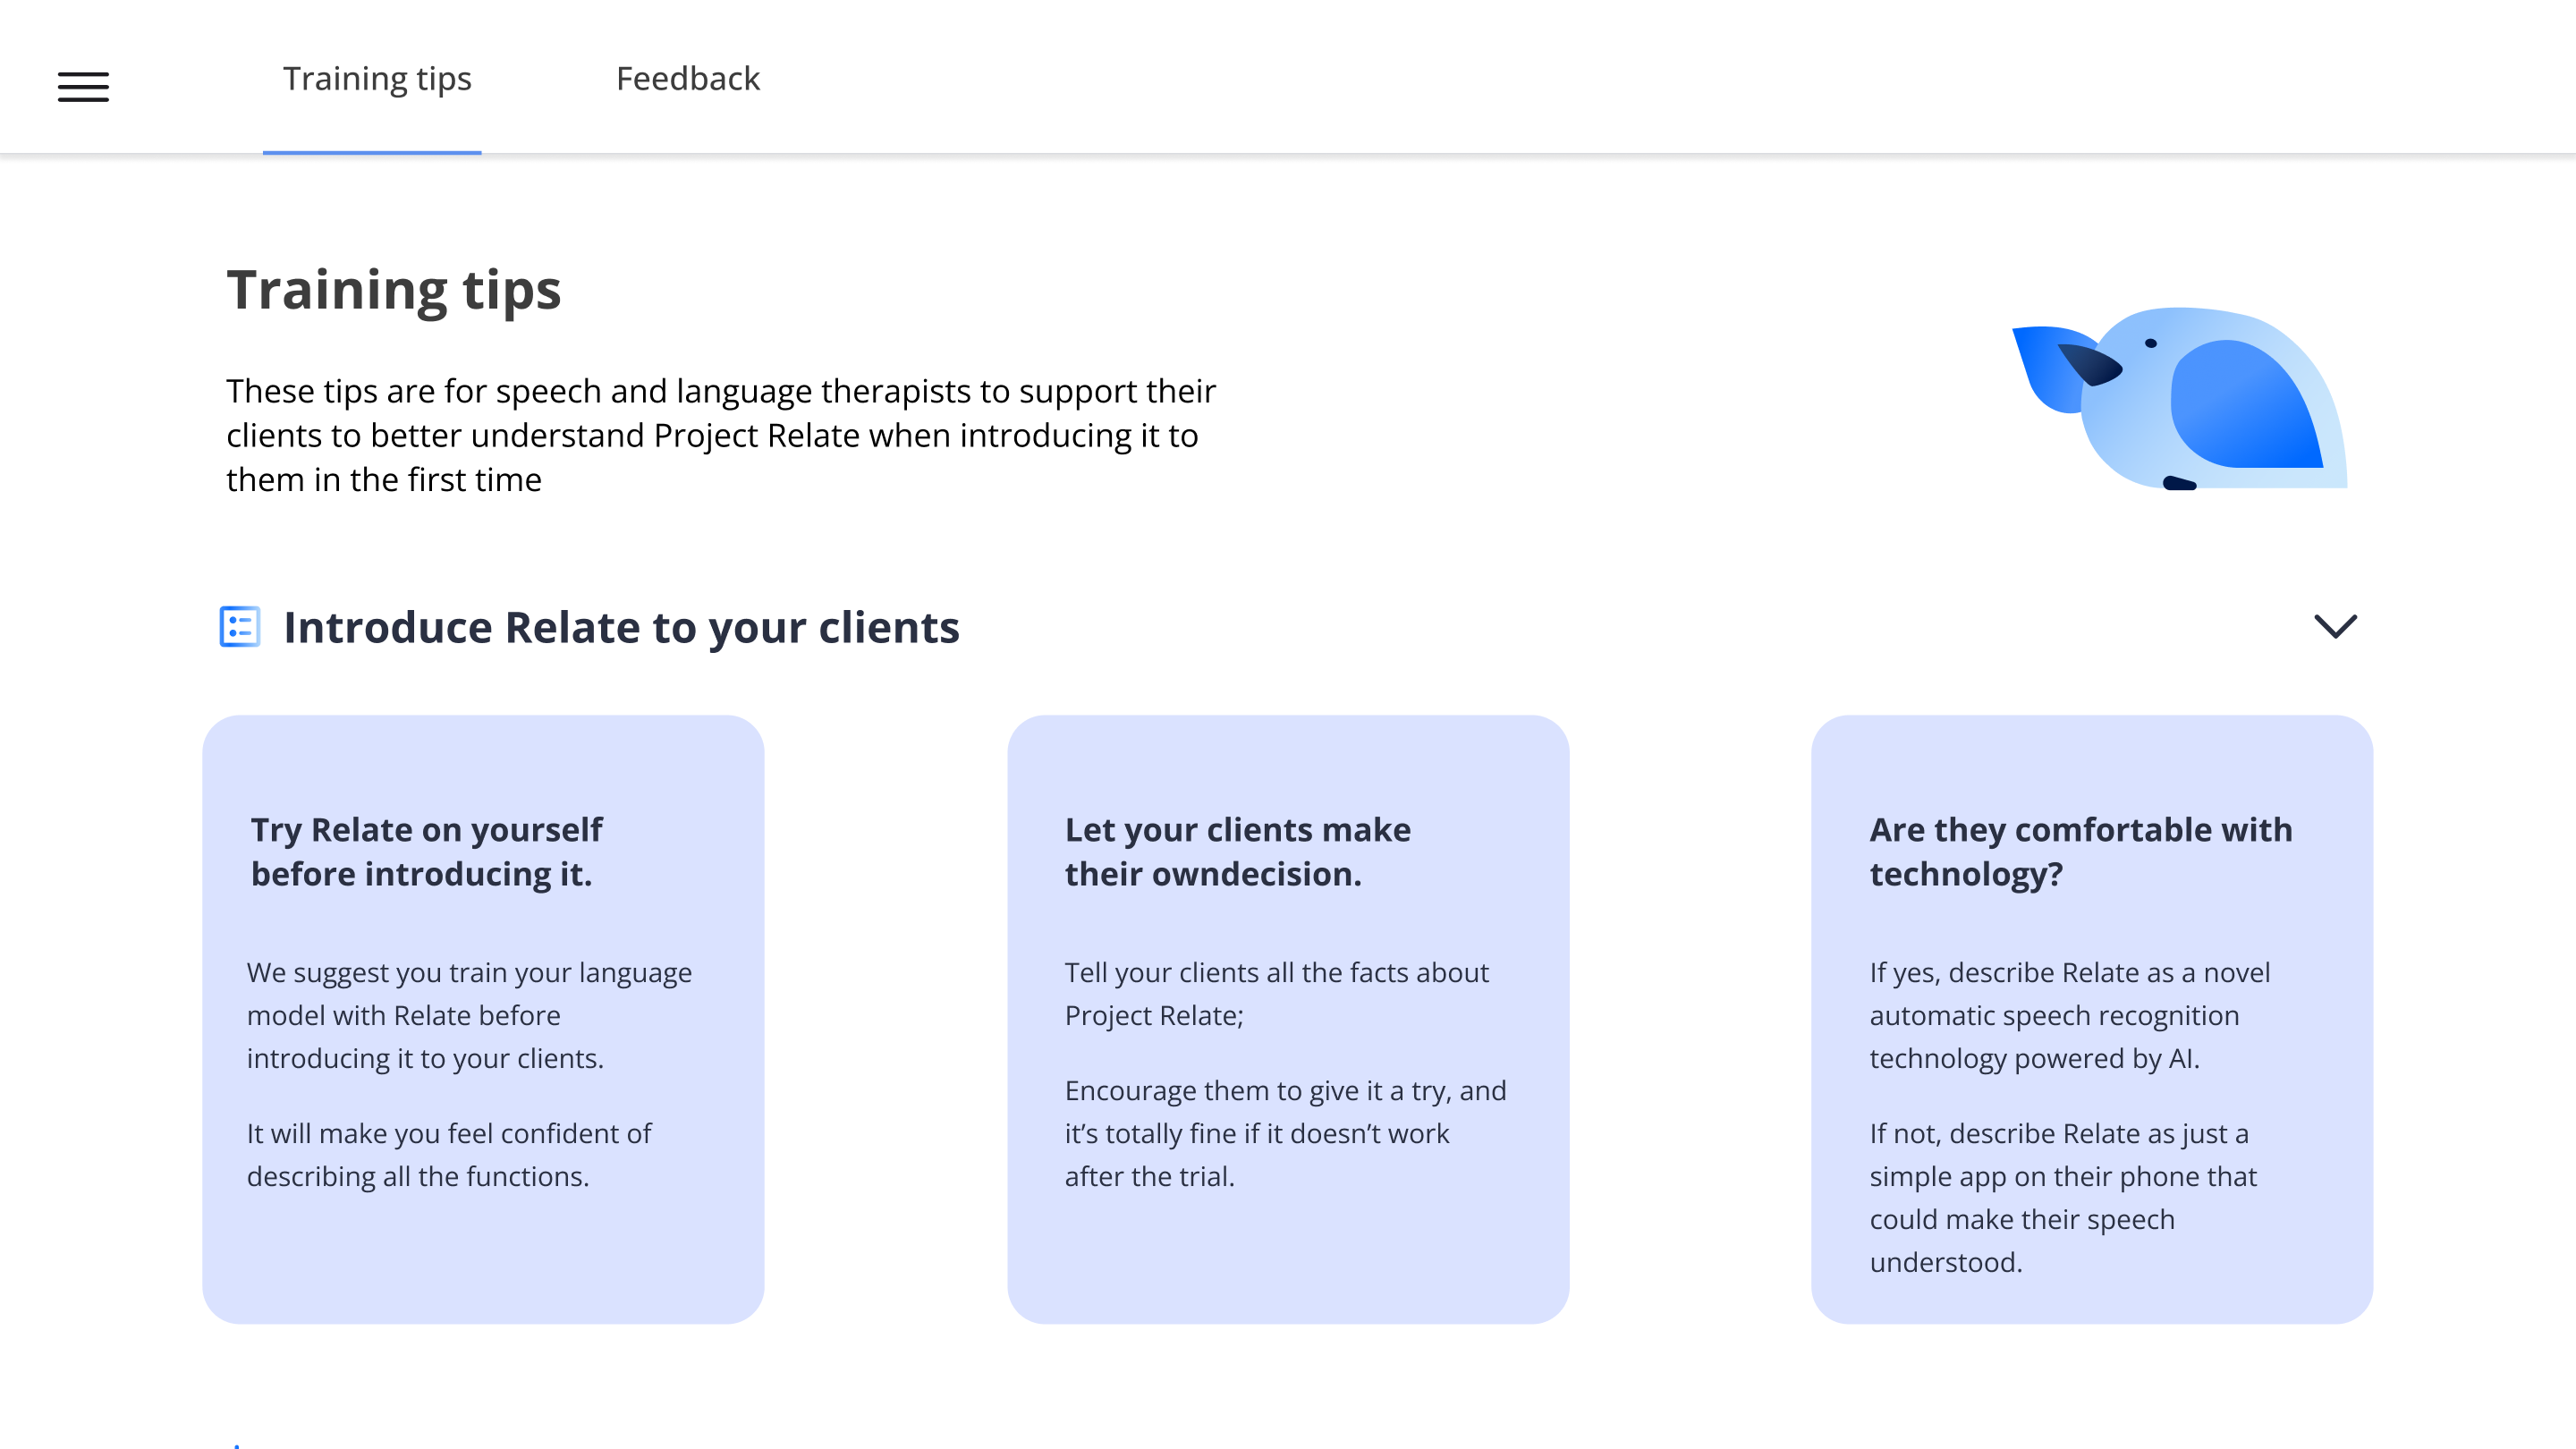 Training tips
Feedback
Training tips
These tips are for speech and language therapists to support their
clients to better understand Project Relate when introducing it to
them in the first time
Introduce Relate to your clients
Try Relate on yourself
before introducing it.
We suggest you train your language
model with Relate before
introducing it to your clients.
It will make you feel confident of
describing all the functions.
Let your clients make
their owndecision.
Tell your clients all the facts about
Project Relate;
Encourage them to give it a try, and
it’s totally fine if it doesn’t work
after the trial.
Are they comfortable with
technology?
If yes, describe Relate as a novel
automatic speech recognition
technology powered by AI.
If not, describe Relate as just a
simple app on their phone that
could make their speech
understood.